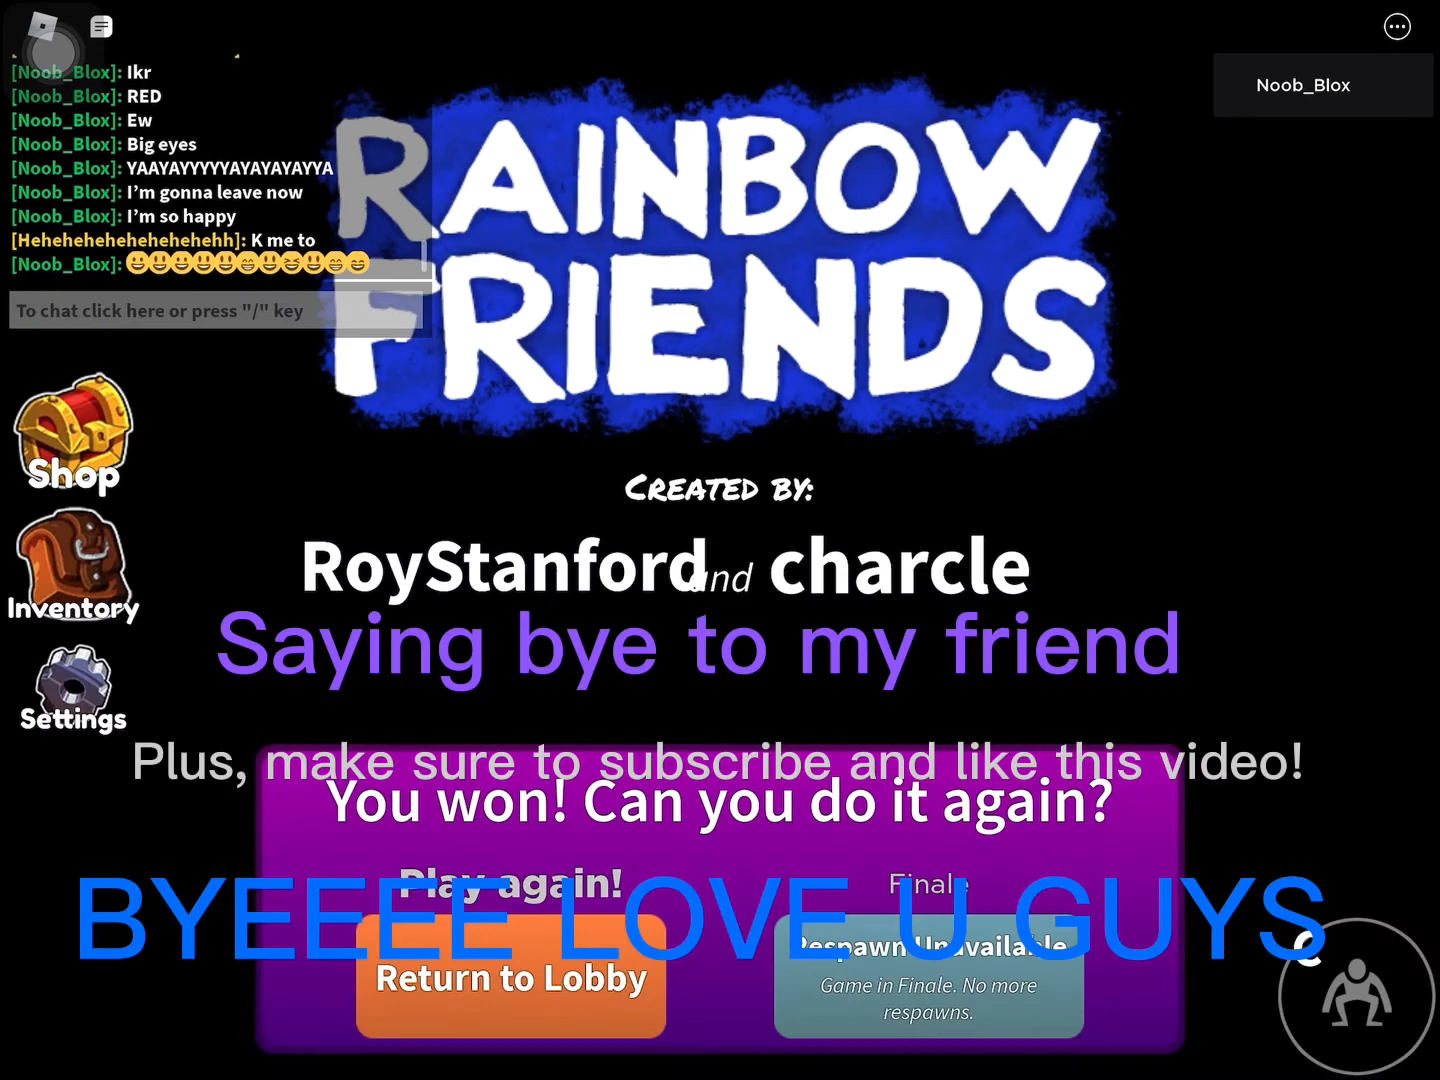 [Noob_Blox]: Ikr
[Noob_Blox]: RED
[Noob_Blox]: Ew
[Noob_Blox]: Big eyes
[Noob_Blox]: YAAYAYYYYYAYAYAYAYYA
[Noob_Blox]: I'm gonna leave now
[Noob_Blox]: I'm so happy
[Hehehehehehehehehh]: K me to
[Noob_Blox]: 😃😃😃😃😃😁😃😆😃😁😄
To chat click here or press "/" key
Noob_Blox
RAINBOW
FRIENDS
CREATED BY:
RoyStanford and charcle
Shop
Inventory
Settings
Saying bye to my friend
Plus, make sure to subscribe and like this video!
You won! Can you do it again?
Play again!
Finale
BYEEEE LOVE U GUYS
Return to Lobby
Respawn Unavailable
Game in Finale. No more
respawns.
C